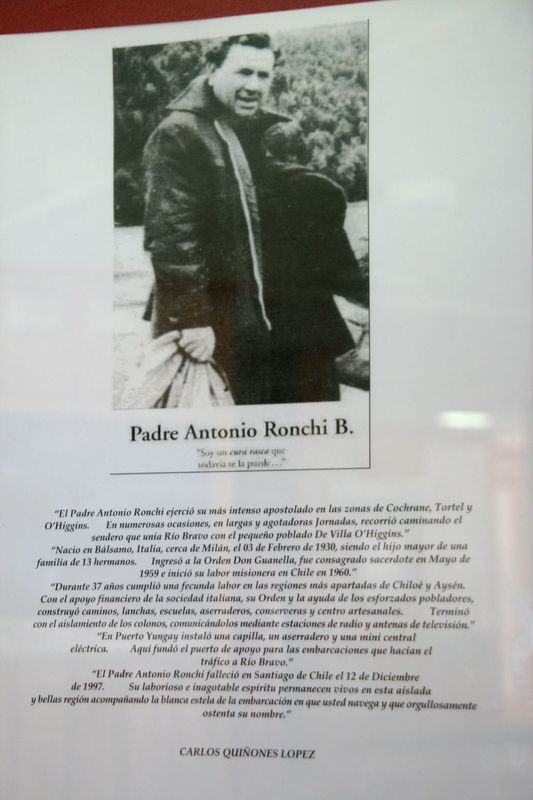 Padre Antonio Ronchi B.
"Soy un cura rasca que
todavía se la puede..."
"El Padre Antonio Ronchi ejerció su más intenso apostolado en las zonas de Cochrane, Tortel y
O'Higgins. En numerosas ocasiones, en largas y agotadoras Jornadas, recorrió caminando el
sendero que unía Río Bravo con el pequeño poblado De Villa O'Higgins."
"Nacio en Bálsamo, Italia, cerca de Milán, el 03 de Febrero de 1930, siendo el hijo mayor de una
familia de 13 hermanos. Ingresó a la Orden Don Guanella, fue consagrado sacerdote en Mayo de
1959 e inició su labor misionera en Chile en 1960."
"Durante 37 años cumplió una fecunda labor en las regiones más apartadas de Chiloé y Aysén.
Con el apoyo financiero de la sociedad italiana, su Orden y la ayuda de los esforzados pobladores,
construyó caminos, lanchas, escuelas, aserraderos, conserveras y centro artesanales. Terminó
con el aislamiento de los colonos, comunicándolos mediante estaciones de radio y antenas de televisión."
"En Puerto Yungay instaló una capilla, un aserradero y una mini central
eléctrica. Aquí fundó el puerto de apoyo para las embarcaciones que hacían el
tráfico a Río Bravo."
"El Padre Antonio Ronchi falleció en Santiago de Chile el 12 de Diciembre
de 1997. Su laborioso e inagotable espíritu permanecen vivos en esta aislada
y bellas región acompañando la blanca estela de la embarcación en que usted navega y que orgullosamente
ostenta su nombre."
CARLOS QUIÑONES LOPEZ